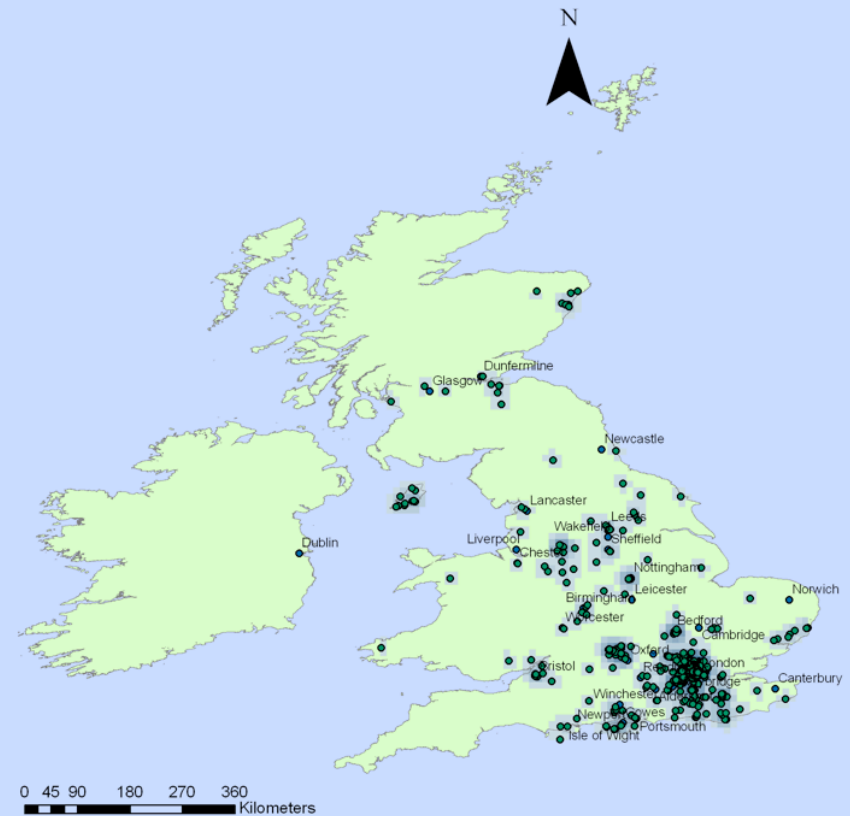 N
Dunfermline
Glasgow
Newcastle
Lancaster
Leeds
Wakefield
Liverpool
Sheffield
Dublin
Chester
Nottingham
Leicester
Norwich
Birmingham
Worcester
Bedford
Cambridge
Oxford
London
Bristol
Canterbury
Winchester
Newport
Cowes
Portsmouth
Isle of Wight
0 45 90 180 270 360
Kilometers